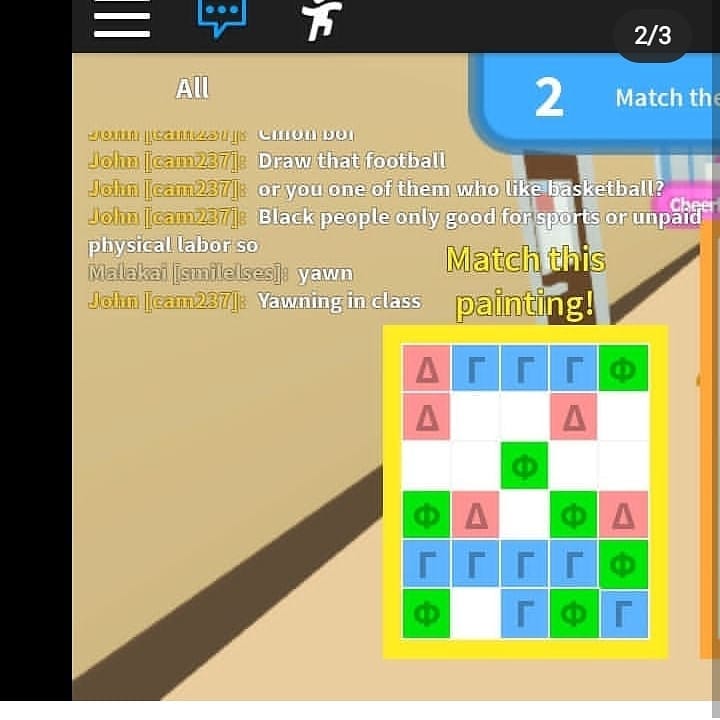 2/3
All
2
Match the
John [cam237]: Cmon boi
John [cam237]: Draw that football
John [cam237]: or you one of them who like basketball?
Cheer
John [cam237]: Black people only good for sports or unpaid
physical labor so
Malakai [smilelses]: yawn
John [cam237]: Yawning in class
Match this
painting!
Δ Γ Γ Γ Φ
Δ Δ
Φ
Φ Δ Φ Δ
Γ Γ Γ Γ Φ
Φ Γ Φ Γ